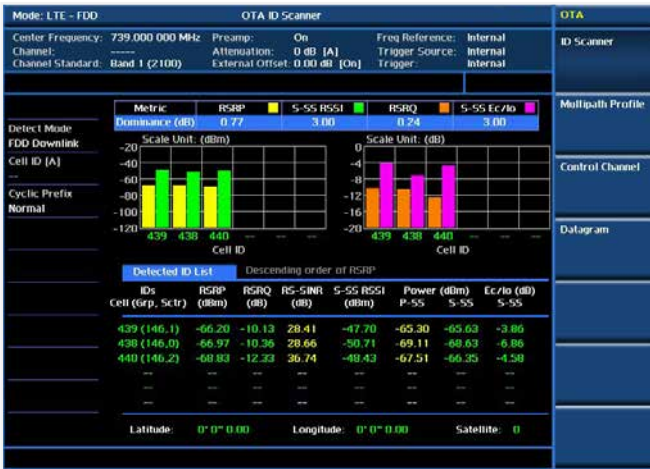 Mode: LTE - FDD OTA ID Scanner OTA
Center Frequency: 739.000 000 MHz Preamp: On Freq Reference: Internal
Channel: ----- Attenuation: 0 dB [A] Trigger Source: Internal
Channel Standard: Band 1 (2100) External Offset: 0.00 dB [On] Trigger: Internal
ID Scanner
Multipath Profile
Control Channel
Datagram
Detect Mode
FDD Downlink
Cell ID [A]
--
Cyclic Prefix
Normal
Metric RSRP S-SS RSSI RSRQ S-SS Ec/Io
Dominance (dB) 0.77 3.00 0.24 3.00
Scale Unit: (dBm) Scale Unit: (dB)
-20 0
-40 -4
-60 -8
-80 -12
-100 -16
-120 -20
439 438 440 -- -- -- 439 438 440 -- -- --
Cell ID Cell ID
Detected ID List Descending order of RSRP
IDs RSRP RSRQ RS-SINR S-SS RSSI Power (dBm) Ec/Io (dB)
Cell (Grp, Sctr) (dBm) (dB) (dB) (dBm) P-SS S-SS S-SS
439 (146,1) -66.20 -10.13 28.41 -47.70 -65.30 -65.63 -3.86
438 (146,0) -66.97 -10.36 28.66 -50.71 -69.11 -68.63 -6.86
440 (146,2) -68.83 -12.33 36.74 -48.43 -67.51 -66.35 -4.58
-- -- -- -- -- -- -- --
-- -- -- -- -- -- -- --
-- -- -- -- -- -- -- --
Latitude: 0° 0" 0.00 Longitude: 0° 0" 0.00 Satellite: 0